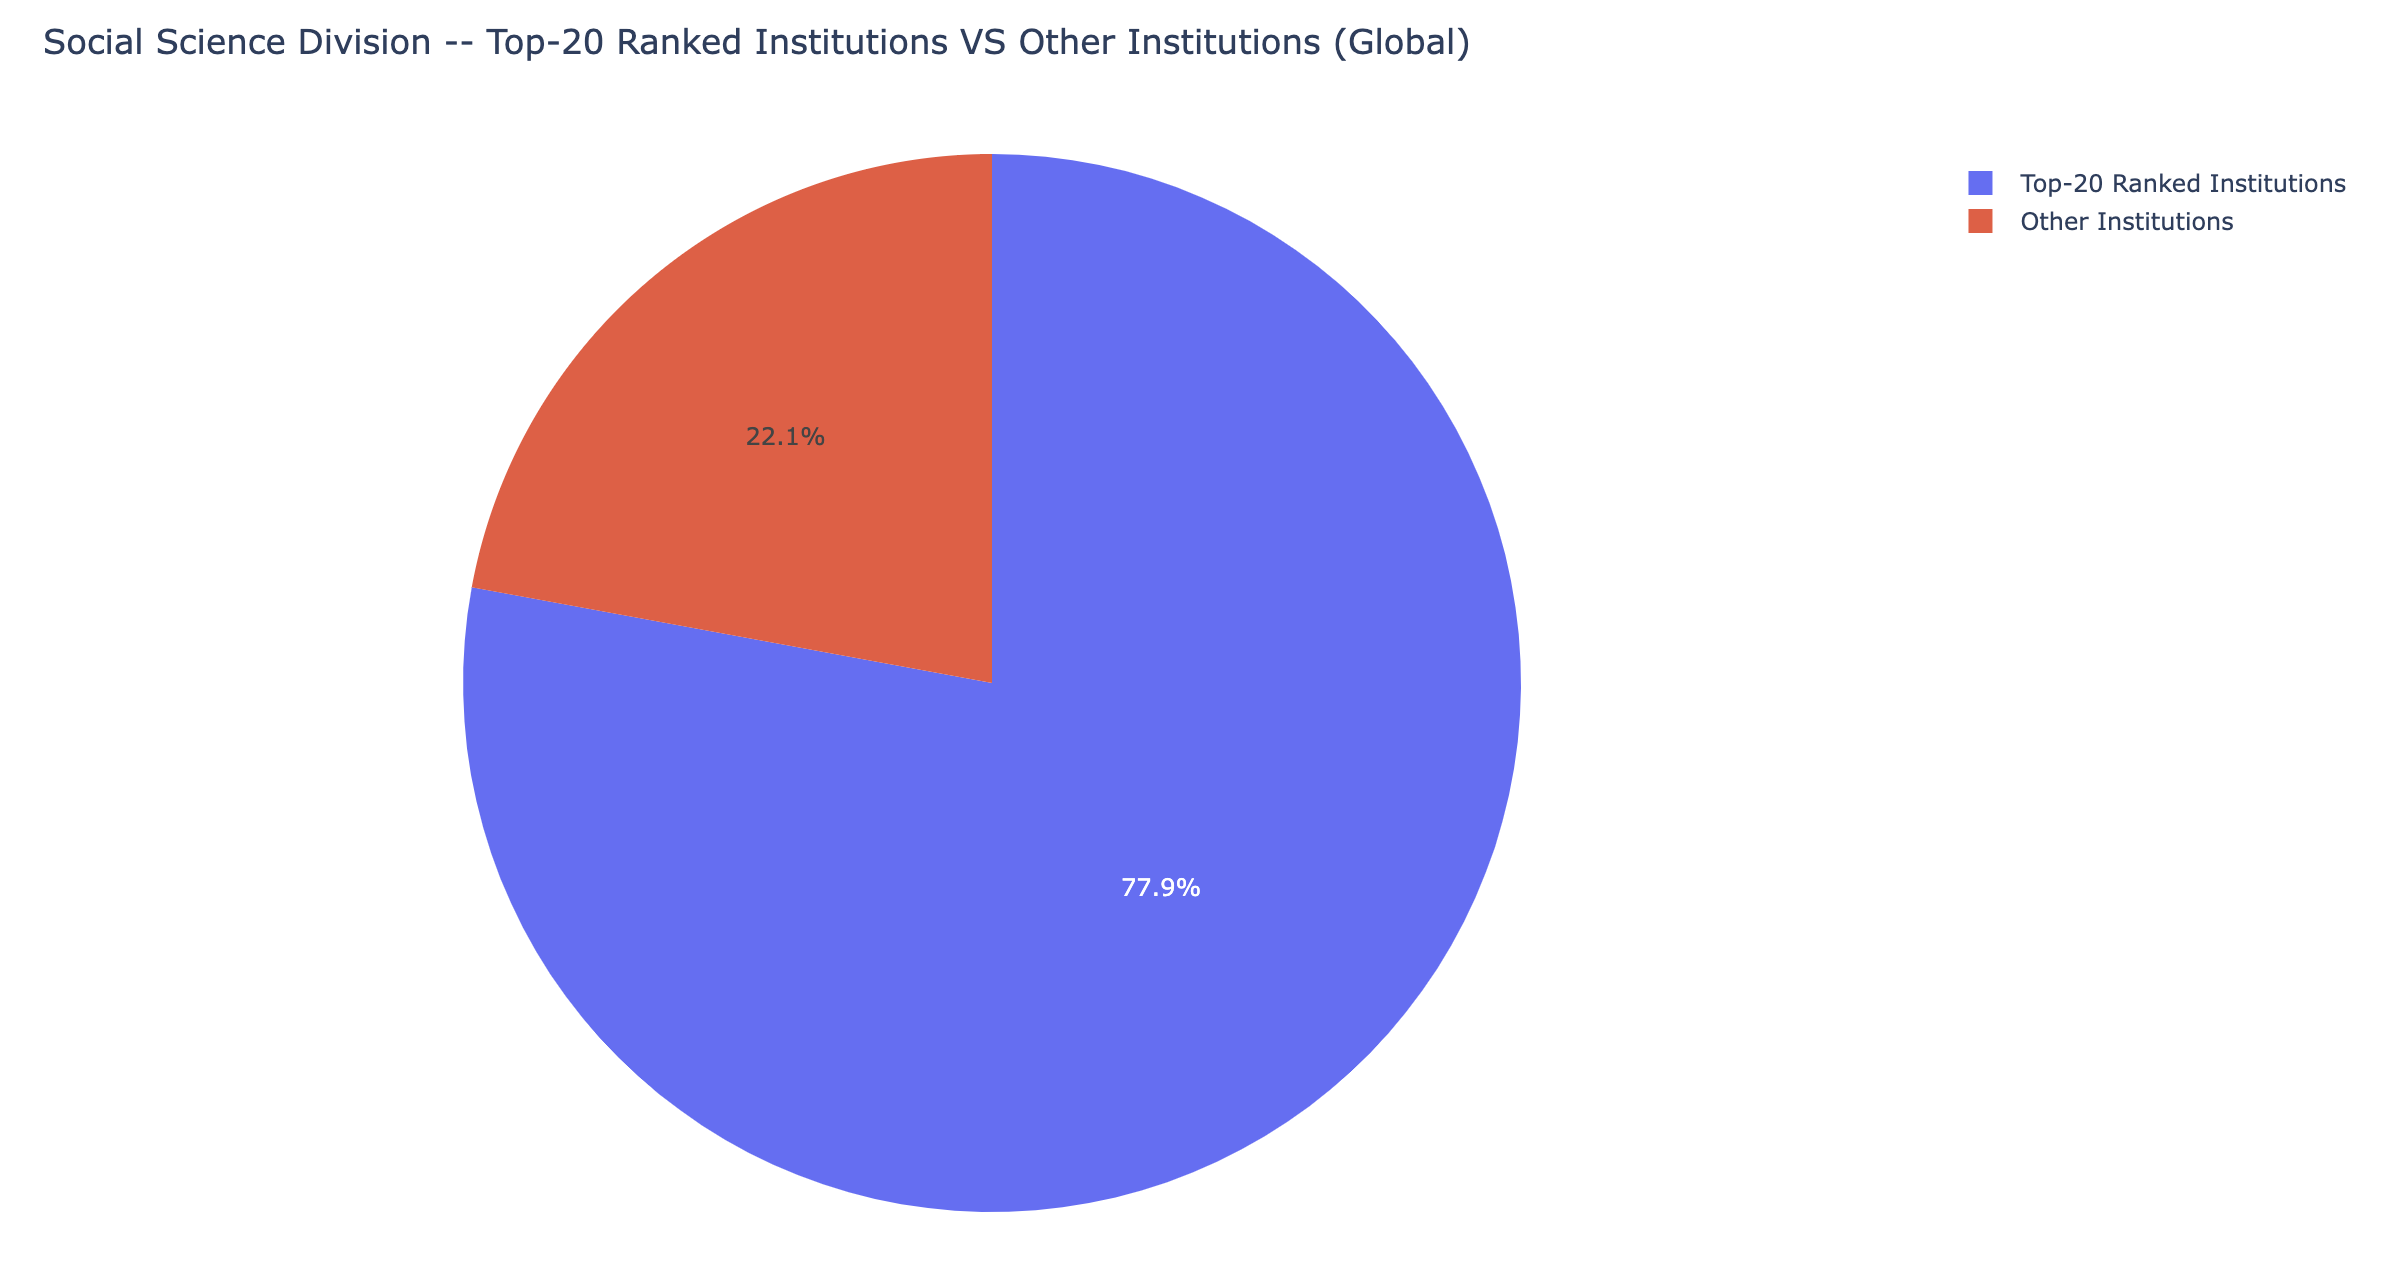 Social Science Division -- Top-20 Ranked Institutions VS Other Institutions (Global)
Top-20 Ranked Institutions
Other Institutions
22.1%
77.9%